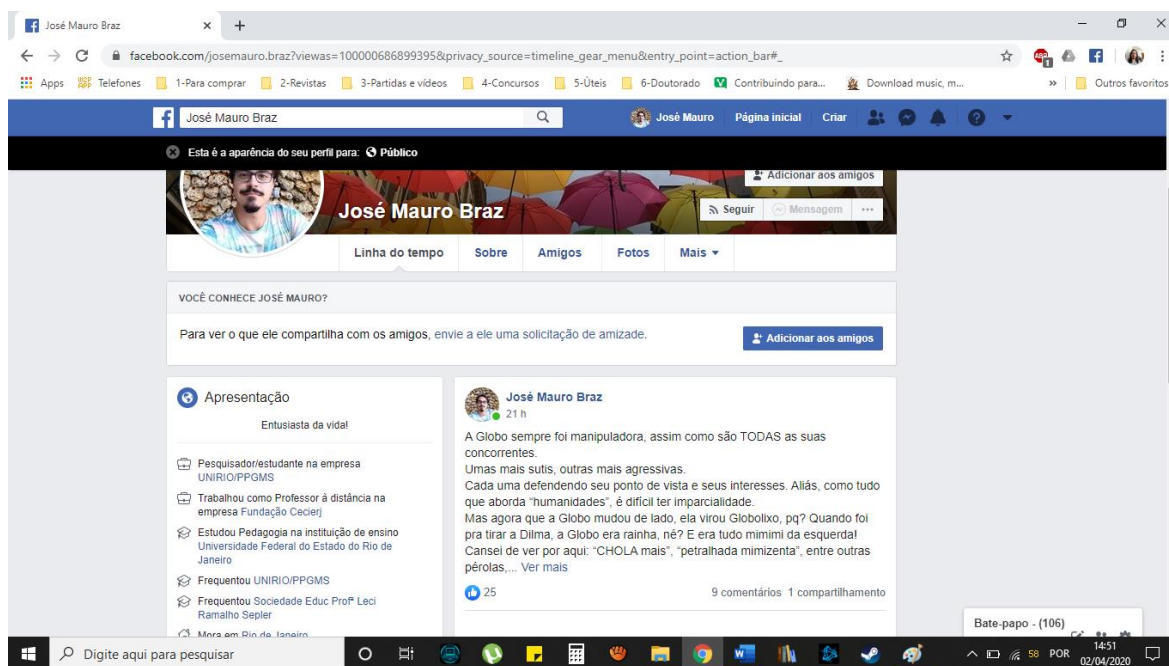 José Mauro Braz
facebook.com/josemauro.braz?viewas=100000686899395&privacy_source=timeline_gear_menu&entry_point=action_bar#_
Apps Telefones 1-Para comprar 2-Revistas 3-Partidas e vídeos 4-Concursos 5-Úteis 6-Doutorado Contribuindo para... Download music, m... » Outros favoritos
José Mauro Braz José Mauro Página inicial Criar
Esta é a aparência do seu perfil para: Público
Adicionar aos amigos
José Mauro Braz Seguir Mensagem ...
Linha do tempo Sobre Amigos Fotos Mais
VOCÊ CONHECE JOSÉ MAURO?
Para ver o que ele compartilha com os amigos, envie a ele uma solicitação de amizade. Adicionar aos amigos
Apresentação
Entusiasta da vida!
Pesquisador/estudante na empresa
UNIRIO/PPGMS
Trabalhou como Professor à distância na
empresa Fundação Cecierj
Estudou Pedagogia na instituição de ensino
Universidade Federal do Estado do Rio de
Janeiro
Frequentou UNIRIO/PPGMS
Frequentou Sociedade Educ Profª Leci
Ramalho Sepler
Mora em Rio de Janeiro
José Mauro Braz
21 h
A Globo sempre foi manipuladora, assim como são TODAS as suas
concorrentes.
Umas mais sutis, outras mais agressivas.
Cada uma defendendo seu ponto de vista e seus interesses. Aliás, como tudo
que aborda “humanidades”, é difícil ter imparcialidade.
Mas agora que a Globo mudou de lado, ela virou Globolixo, pq? Quando foi
pra tirar a Dilma, a Globo era rainha, né? E era tudo mimimi da esquerda!
Cansei de ver por aqui: “CHOLA mais”, “petralhada mimizenta”, entre outras
pérolas,... Ver mais
25 9 comentários 1 compartilhamento
Bate-papo - (106)
Digite aqui para pesquisar
58 POR 14:51
02/04/2020